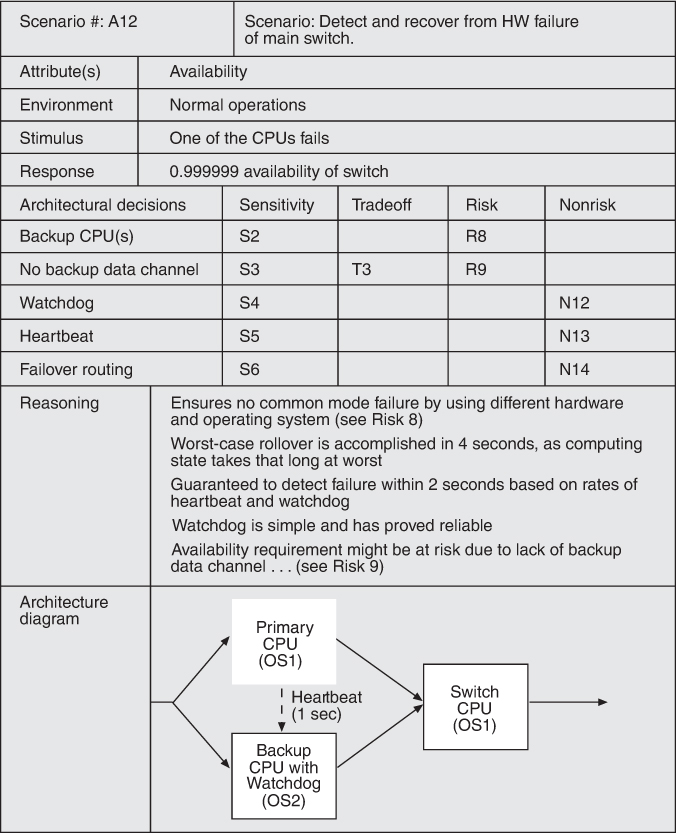 Scenario #: A12
Scenario: Detect and recover from HW failure
of main switch.
Attribute(s)
Availability
Environment
Normal operations
Stimulus
One of the CPUs fails
Response
0.999999 availability of switch
Architectural decisions
Sensitivity
Tradeoff
Risk
Nonrisk
Backup CPU(s)
S2
R8
No backup data channel
S3
T3
R9
Watchdog
S4
N12
Heartbeat
S5
N13
Failover routing
S6
N14
Reasoning
Ensures no common mode failure by using different hardware
and operating system (see Risk 8)
Worst-case rollover is accomplished in 4 seconds, as computing
state takes that long at worst
Guaranteed to detect failure within 2 seconds based on rates of
heartbeat and watchdog
Watchdog is simple and has proved reliable
Availability requirement might be at risk due to lack of backup
data channel . . . (see Risk 9)
Architecture
diagram
Primary
CPU
(OS1)
Heartbeat
(1 sec)
Backup
CPU with
Watchdog
(OS2)
Switch
CPU
(OS1)